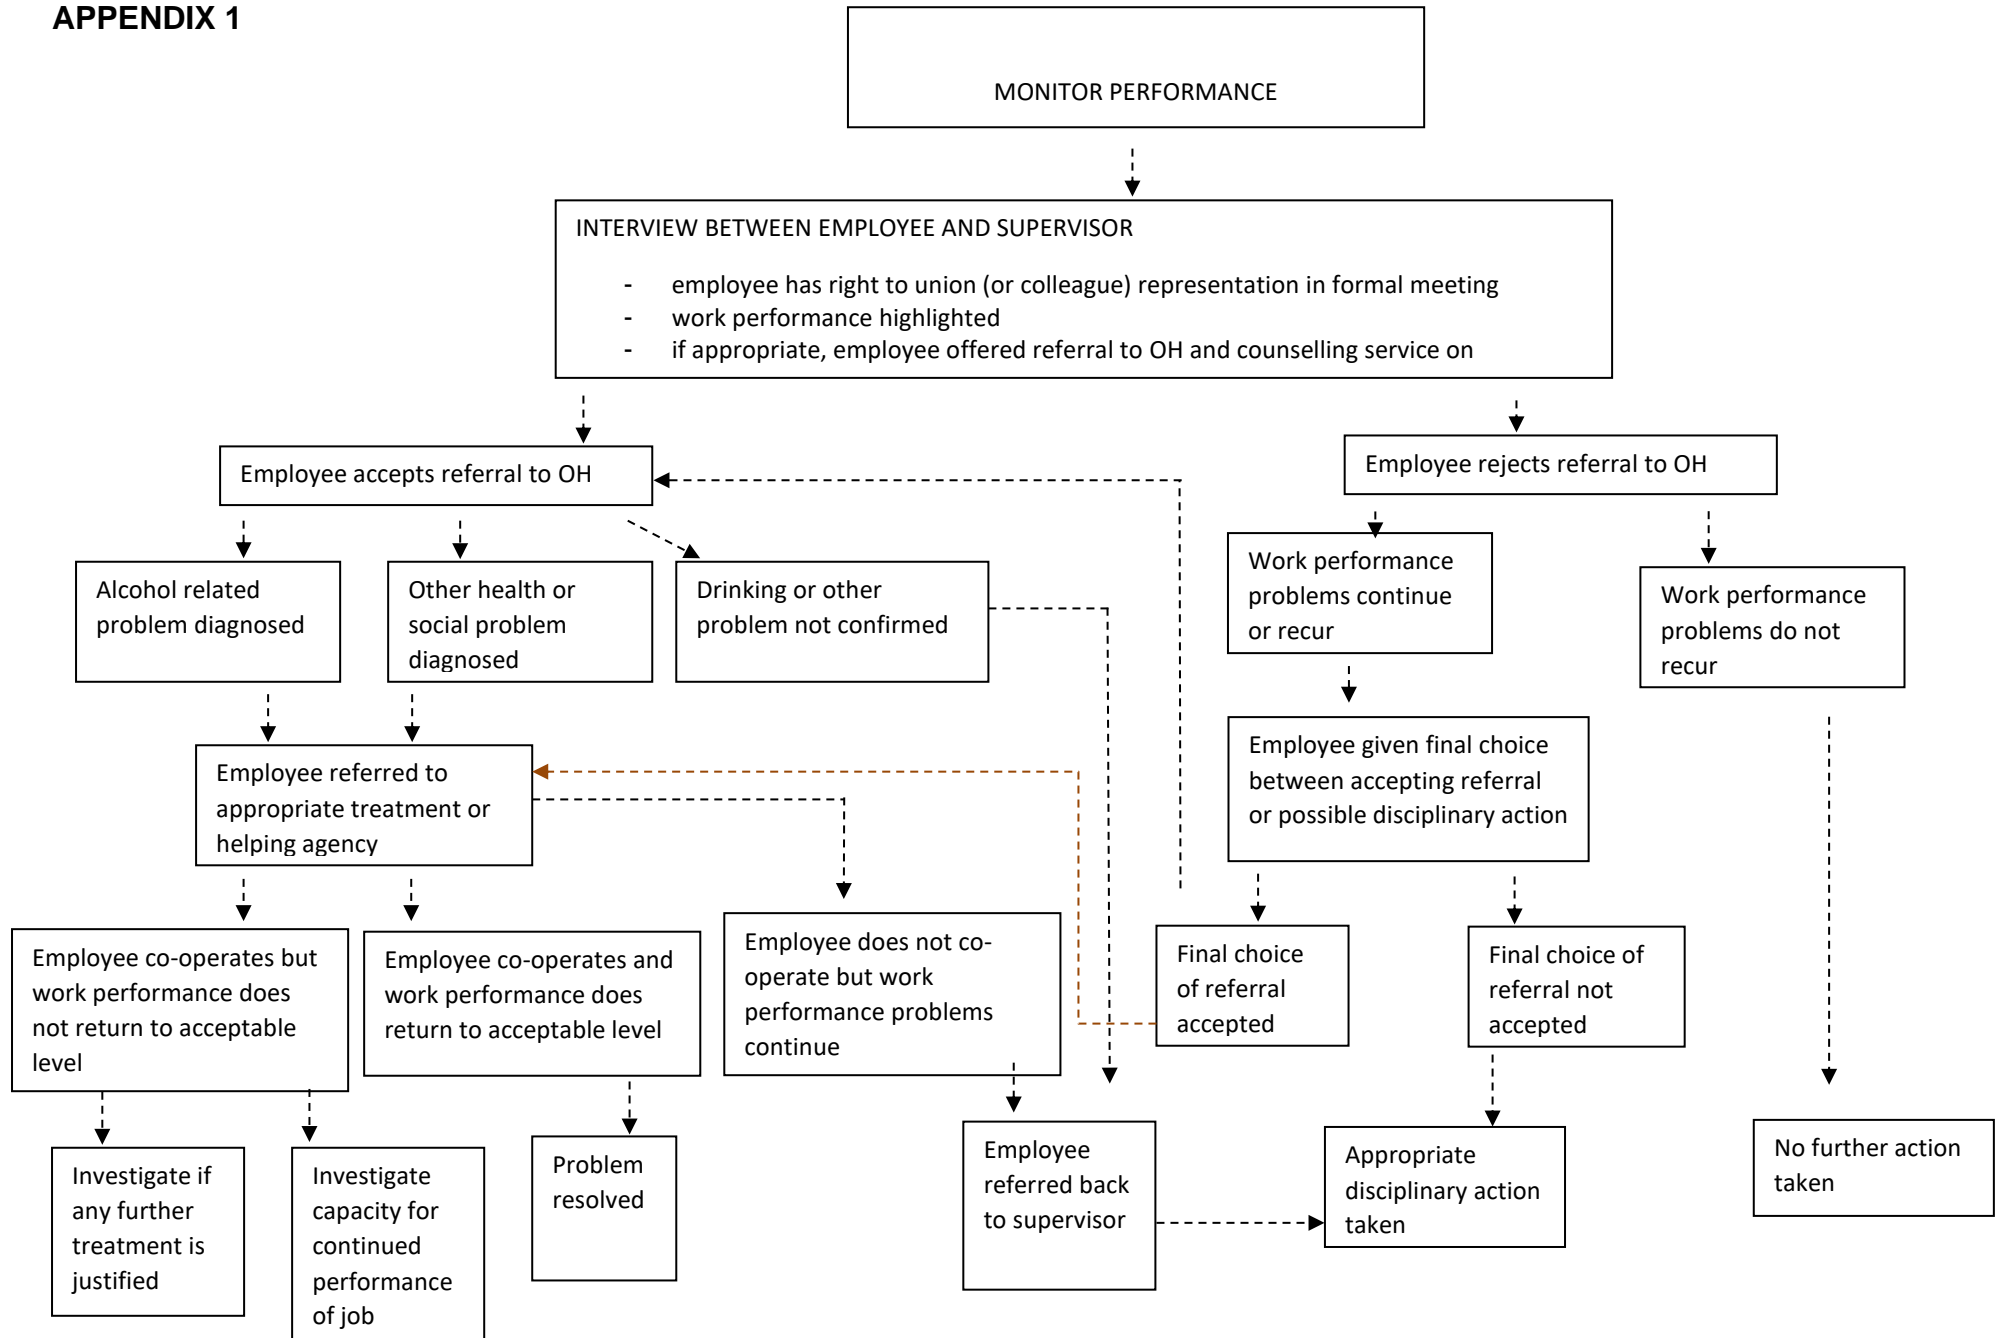 APPENDIX 1
MONITOR PERFORMANCE
INTERVIEW BETWEEN EMPLOYEE AND SUPERVISOR
- employee has right to union (or colleague) representation in formal meeting
- work performance highlighted
- if appropriate, employee offered referral to OH and counselling service on
Employee accepts referral to OH
Employee rejects referral to OH
Alcohol related
problem diagnosed
Other health or
social problem
diagnosed
Drinking or other
problem not confirmed
Work performance
problems continue
or recur
Work performance
problems do not
recur
Employee referred to
appropriate treatment or
helping agency
Employee given final choice
between accepting referral
or possible disciplinary action
Employee co-operates but
work performance does
not return to acceptable
level
Employee co-operates and
work performance does
return to acceptable level
Employee does not co-
operate but work
performance problems
continue
Final choice
of referral
accepted
Final choice of
referral not
accepted
Investigate if
any further
treatment is
justified
Investigate
capacity for
continued
performance
of job
Problem
resolved
Employee
referred back
to supervisor
Appropriate
disciplinary action
taken
No further action
taken